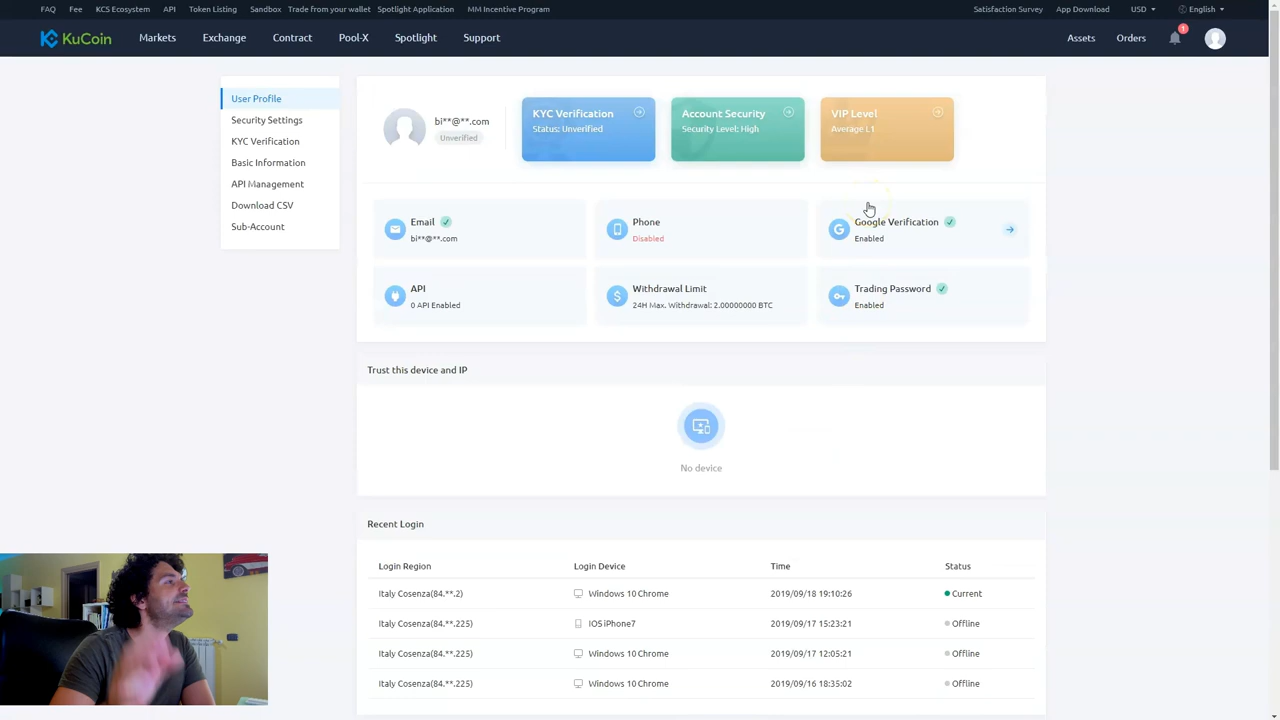 FAQ Fee KCS Ecosystem API Token Listing Sandbox Trade from your wallet Spotlight Application MM Incentive Program Satisfaction Survey App Download USD English
KuCoin Markets Exchange Contract Pool-X Spotlight Support Assets Orders 1
User Profile
Security Settings
KYC Verification
Basic Information
API Management
Download CSV
Sub-Account
bi**@**.com
Unverified
KYC Verification
Status: Unverified
Account Security
Security Level: High
VIP Level
Average L1
Email
bi**@**.com
Phone
Disabled
Google Verification
Enabled
API
0 API Enabled
Withdrawal Limit
24H Max. Withdrawal: 2.00000000 BTC
Trading Password
Enabled
Trust this device and IP
No device
Recent Login
Login Region Login Device Time Status
Italy Cosenza(84.**.2) Windows 10 Chrome 2019/09/18 19:10:26 Current
Italy Cosenza(84.**.225) IOS iPhone7 2019/09/17 15:23:21 Offline
Italy Cosenza(84.**.225) Windows 10 Chrome 2019/09/17 12:05:21 Offline
Italy Cosenza(84.**.225) Windows 10 Chrome 2019/09/16 18:35:02 Offline